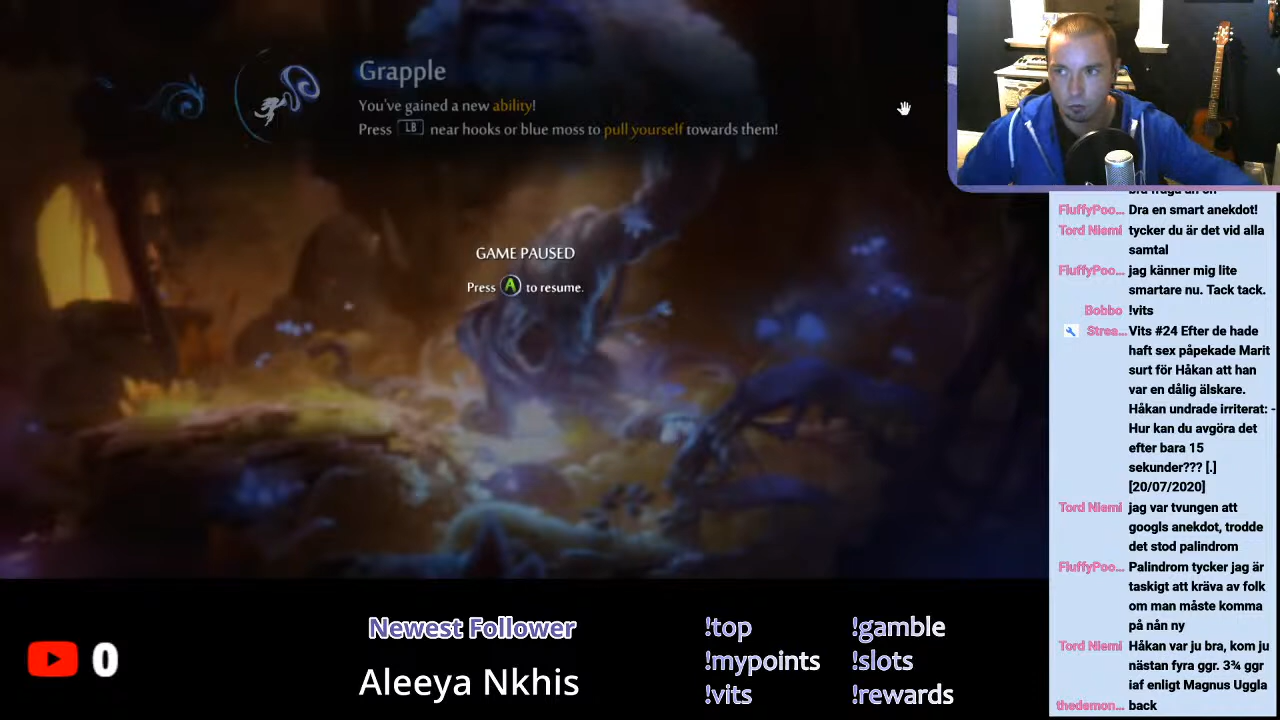 Grapple
You've gained a new ability!
Press LB near hooks or blue moss to pull yourself towards them!
GAME PAUSED
Press A to resume.
FluffyPoo... Dra en smart anekdot!
Tord Niemi tycker du är det vid alla
samtal
FluffyPoo... jag känner mig lite
smartare nu. Tack tack.
Bobbo !vits
Strea... Vits #24 Efter de hade
haft sex påpekade Marit
surt för Håkan att han
var en dålig älskare.
Håkan undrade irriterat: -
Hur kan du avgöra det
efter bara 15
sekunder??? [.]
[20/07/2020]
Tord Niemi jag var tvungen att
googls anekdot, trodde
det stod palindrom
FluffyPoo... Palindrom tycker jag är
taskigt att kräva av folk
om man måste komma
på nån ny
Tord Niemi Håkan var ju bra, kom ju
nästan fyra ggr. 3¾ ggr
iaf enligt Magnus Uggla
thedemon... back
0
Newest Follower
Aleeya Nkhis
!top
!mypoints
!vits
!gamble
!slots
!rewards